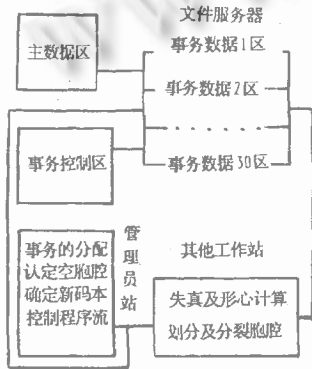 文件服务器
主数据区
事务数据1区
事务数据2区
事务控制区
事务数据30区
事务的分配
认定空胞腔
确定新码本
控制程序流
管理员站
其他工作站
失真及形心计算
划分及分裂胞腔